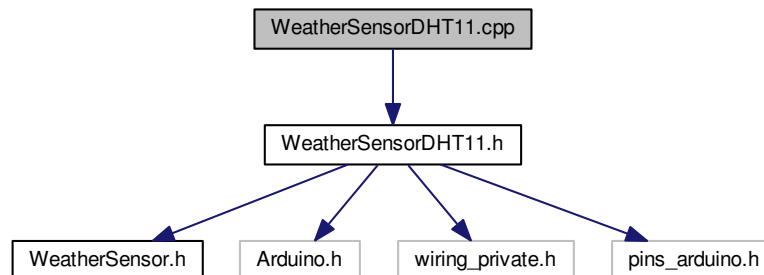 WeatherSensorDHT11.cpp
WeatherSensorDHT11.h
WeatherSensor.h
Arduino.h
wiring_private.h
pins_arduino.h